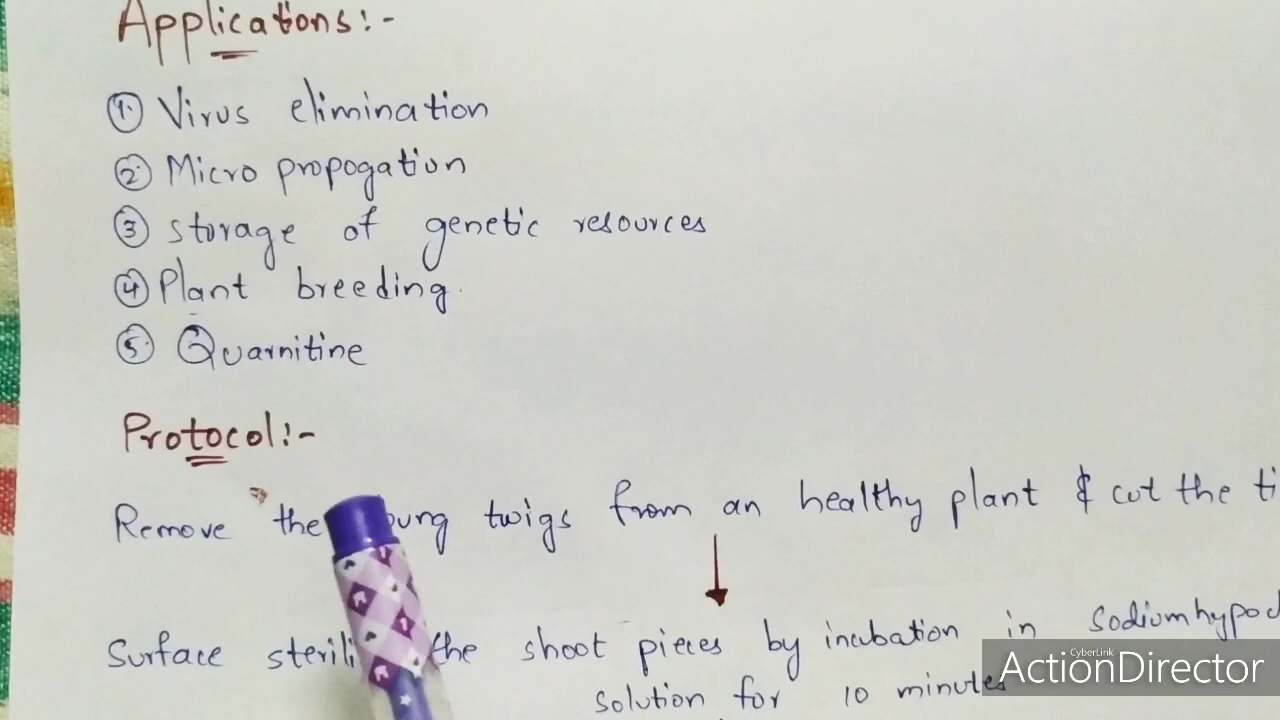 Applications:-
① Virus elimination
② Micro propogation
③ storage of genetic resources
④ Plant breeding.
⑤ Quarnitine
Protocol:-
Remove the twigs from an healthy plant & cut the
Surface the shoot pieces by incubation in
solution for 10 minutes
CyberLink
ActionDirector